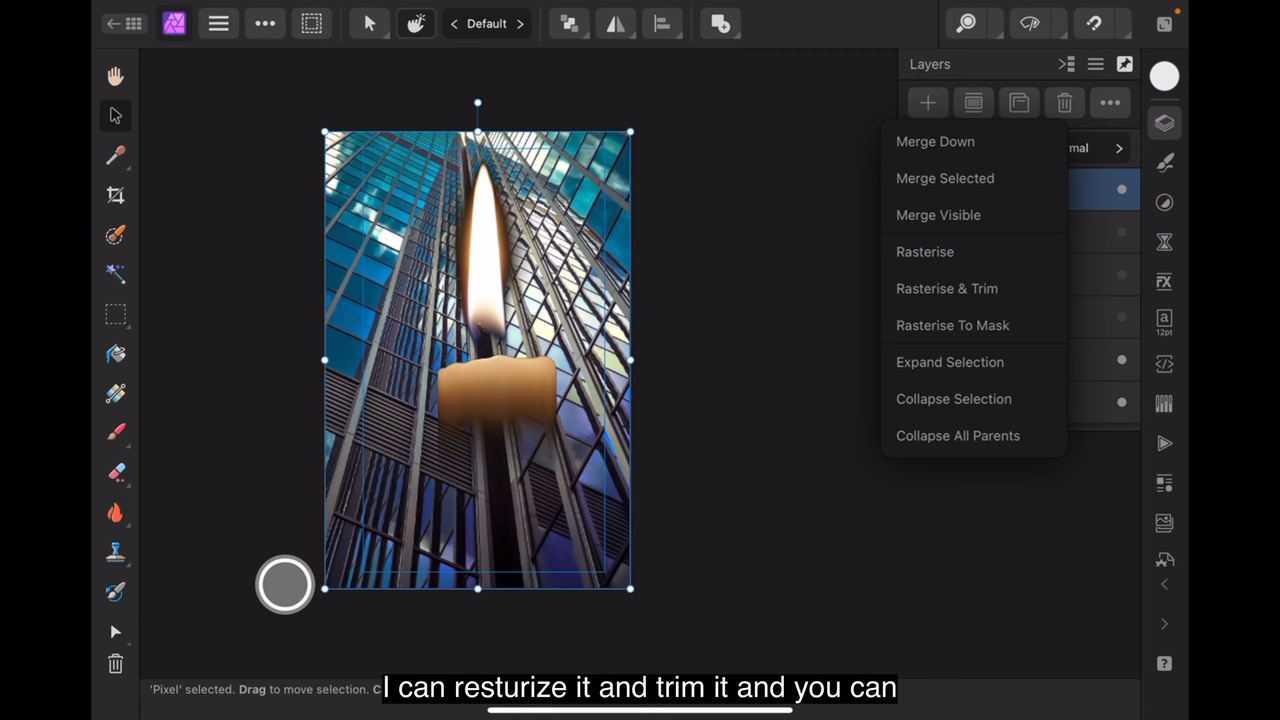 Default
Layers
Merge Down
mal
Merge Selected
Merge Visible
Rasterise
Rasterise & Trim
a
12pt
Rasterise To Mask
Expand Selection
Collapse Selection
Collapse All Parents
?
'Pixel' selected. Drag to move selection. C
I can resturize it and trim it and you can